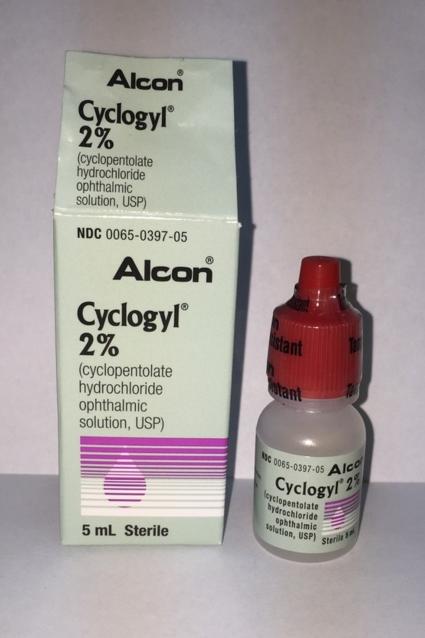 Alcon®
Cyclogyl®
2%
(cyclopentolate
hydrochloride
ophthalmic
solution, USP)
NDC 0065-0397-05
Alcon®
Cyclogyl®
2%
(cyclopentolate
hydrochloride
ophthalmic
solution, USP)
5 mL Sterile
NDC 0065-0397-05 Alco
Cyclogyl® 2%
(cyclopentolate
hydrochloride
ophthalmic
solution, USP)
Sterile 5